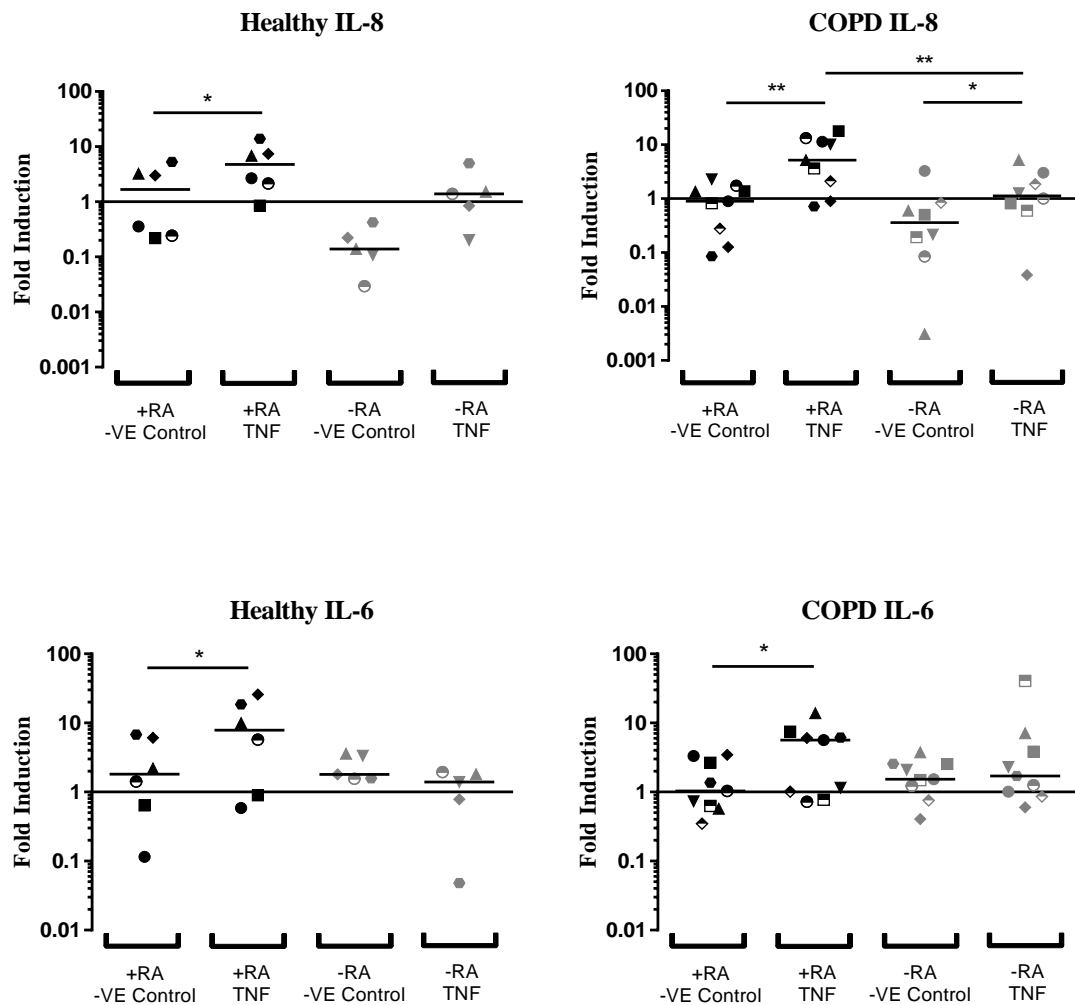 Healthy IL-8
*
100
10
1
0.1
0.01
0.001
Fold Induction
+RA
-VE Control
+RA
TNF
-RA
-VE Control
-RA
TNF
COPD IL-8
**
**
*
100
10
1
0.1
0.01
0.001
Fold Induction
+RA
-VE Control
+RA
TNF
-RA
-VE Control
-RA
TNF
Healthy IL-6
*
100
10
1
0.1
0.01
Fold Induction
+RA
-VE Control
+RA
TNF
-RA
-VE Control
-RA
TNF
COPD IL-6
*
100
10
1
0.1
0.01
Fold Induction
+RA
-VE Control
+RA
TNF
-RA
-VE Control
-RA
TNF